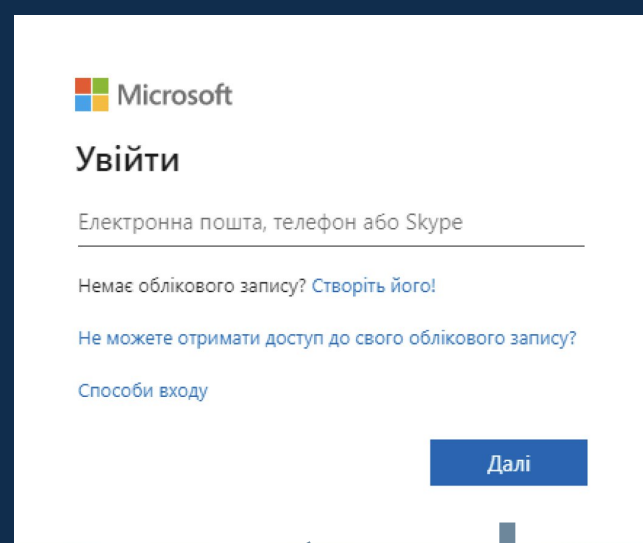 Microsoft
Увійти
Електронна пошта, телефон або Skype
Немає облікового запису? Створіть його!
Не можете отримати доступ до свого облікового запису?
Способи входу
Далі